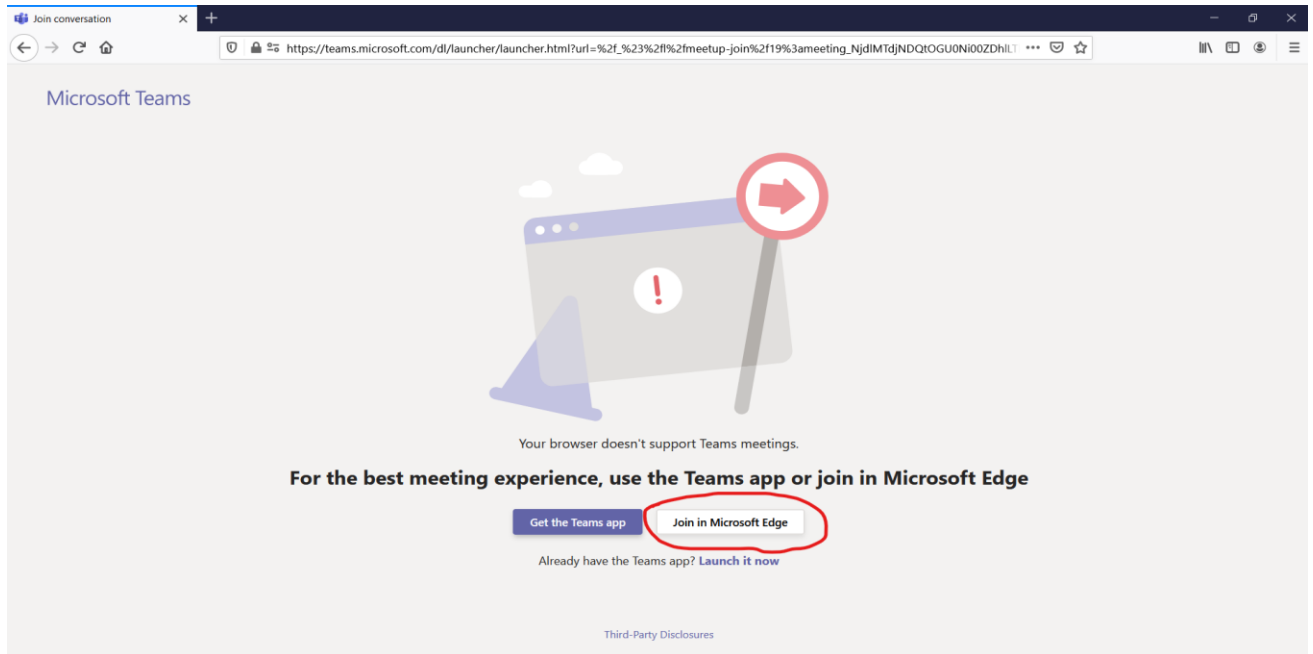 Join conversation
https://teams.microsoft.com/dl/launcher/launcher.html?url=%2f_%23%2fl%2fmeetup-join%2f19%3ameeting_NjdlMTdjNDQtOGU0Ni00ZDhlLT
Microsoft Teams
!
Your browser doesn't support Teams meetings.
For the best meeting experience, use the Teams app or join in Microsoft Edge
Get the Teams app
Join in Microsoft Edge
Already have the Teams app? Launch it now
Third-Party Disclosures